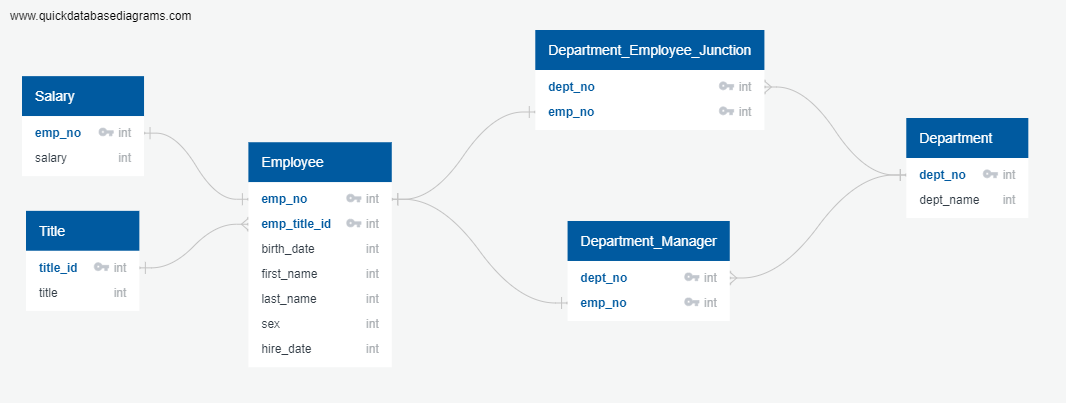 www.quickdatabasediagrams.com
Salary
emp_no int
salary int
Title
title_id int
title int
Employee
emp_no int
emp_title_id int
birth_date int
first_name int
last_name int
sex int
hire_date int
Department_Employee_Junction
dept_no int
emp_no int
Department_Manager
dept_no int
emp_no int
Department
dept_no int
dept_name int